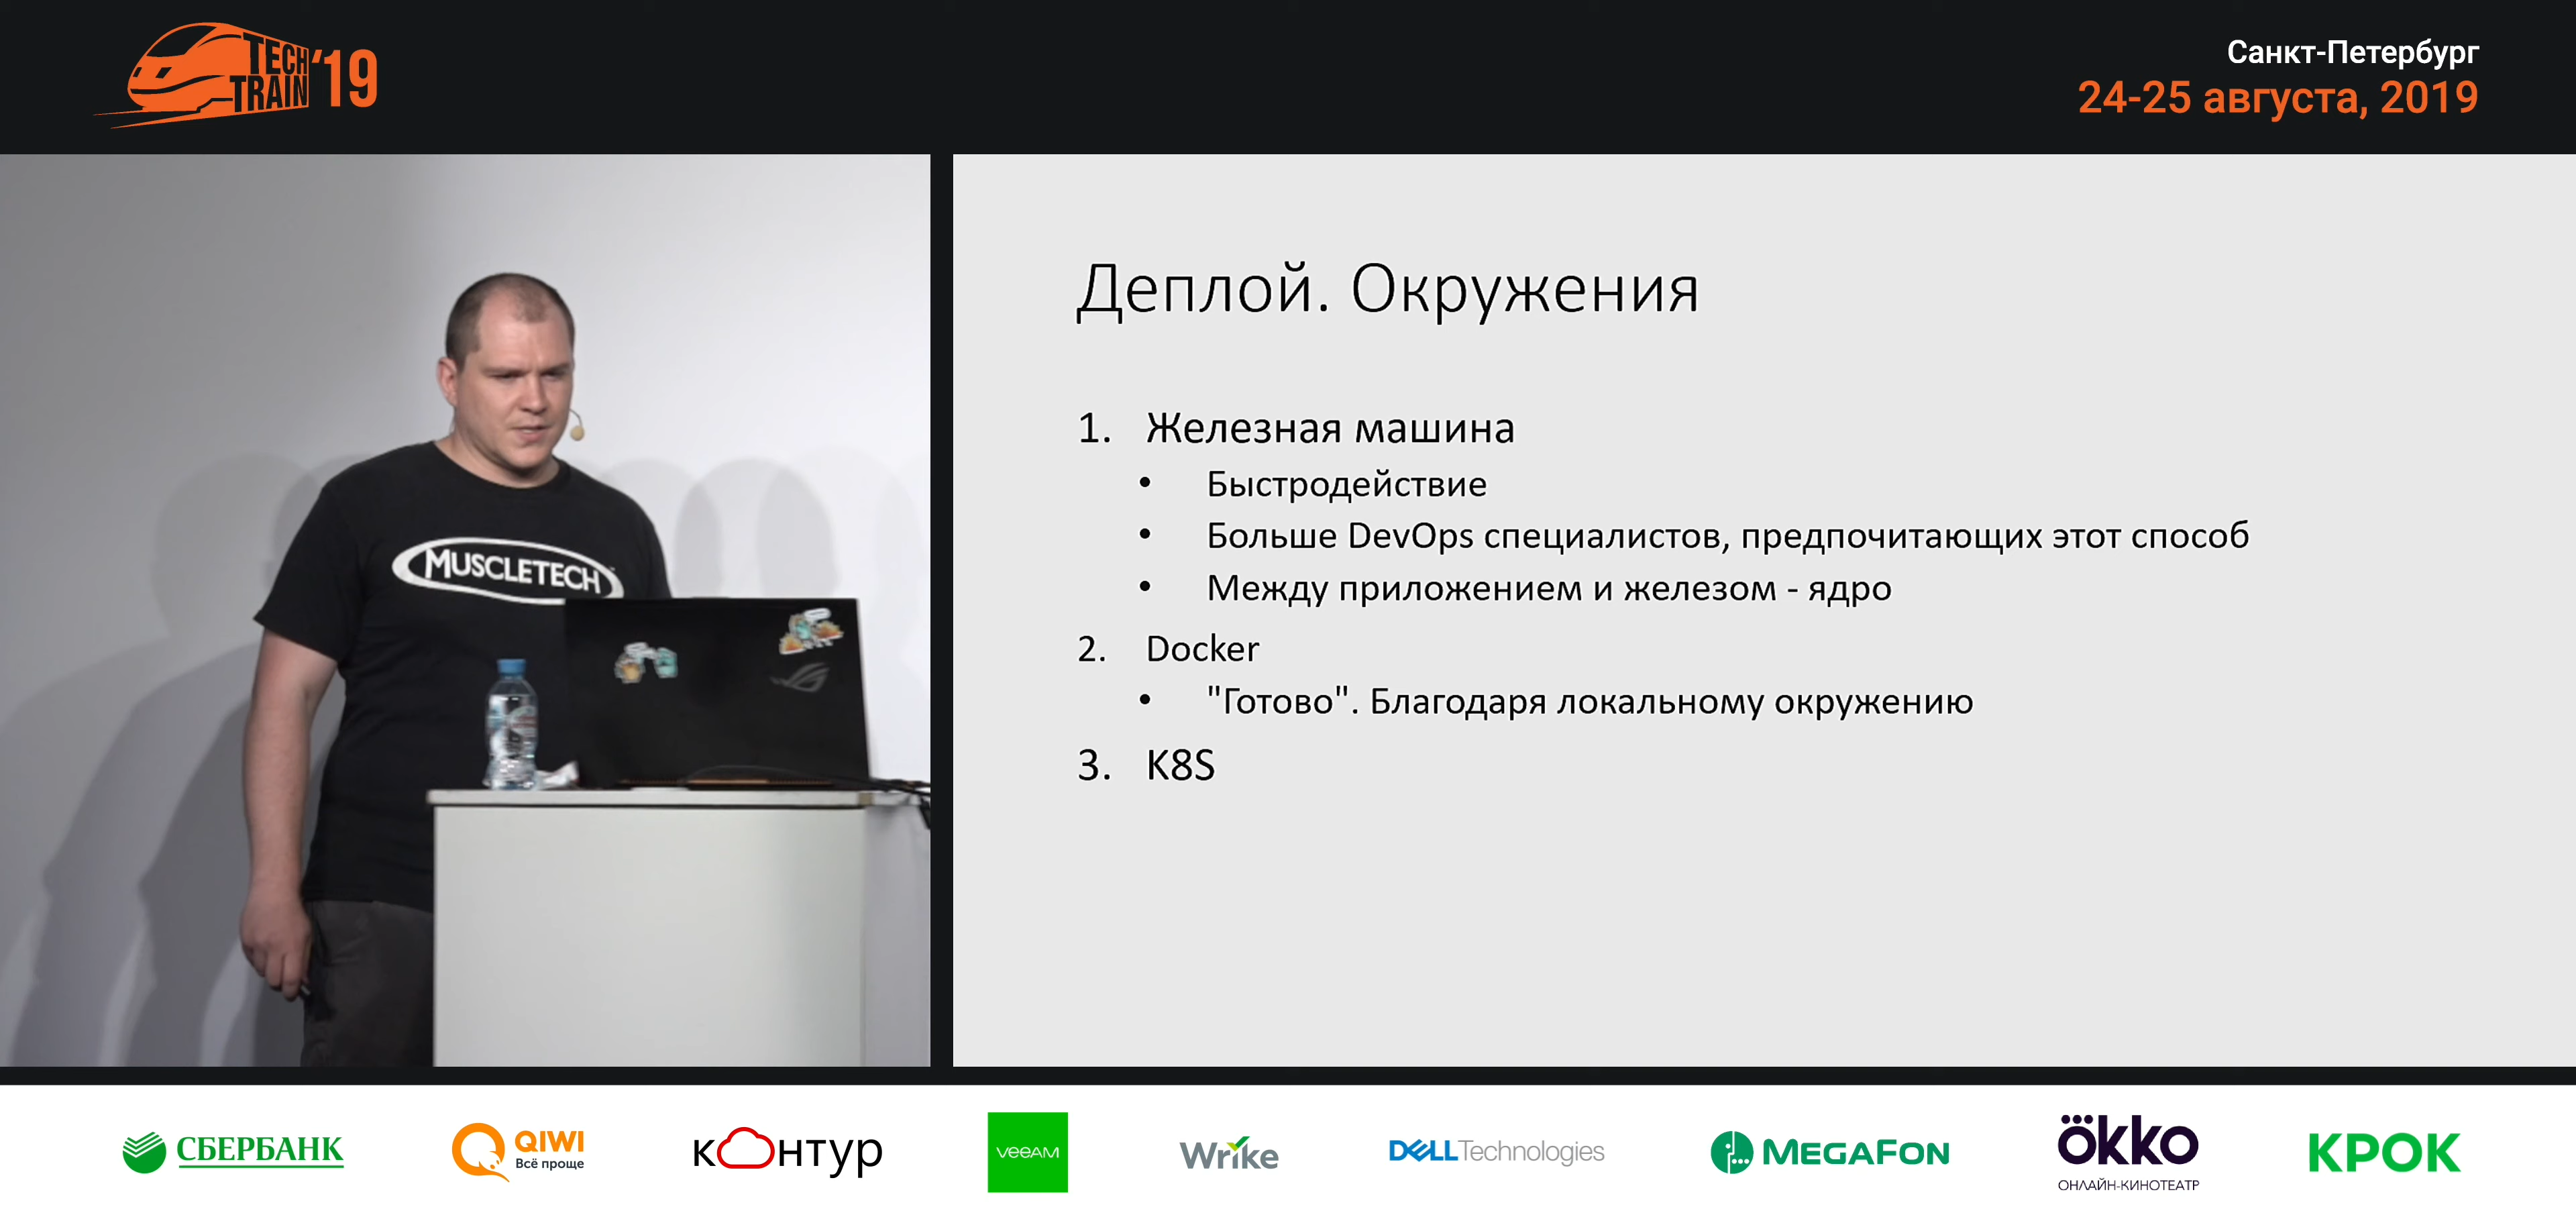 TECH
TRAIN '19
Санкт-Петербург
24-25 августа, 2019
MUSCLETECH
Деплой. Окружения
1. Железная машина
• Быстродействие
• Больше DevOps специалистов, предпочитающих этот способ
• Между приложением и железом - ядро
2. Docker
• "Готово". Благодаря локальному окружению
3. K8S
СБЕРБАНК
QIWI
Всё проще
контур
veeAM
Wrike
DELL Technologies
MEGAFON
ökko
ОНЛАЙН-КИНОТЕАТР
КРОК